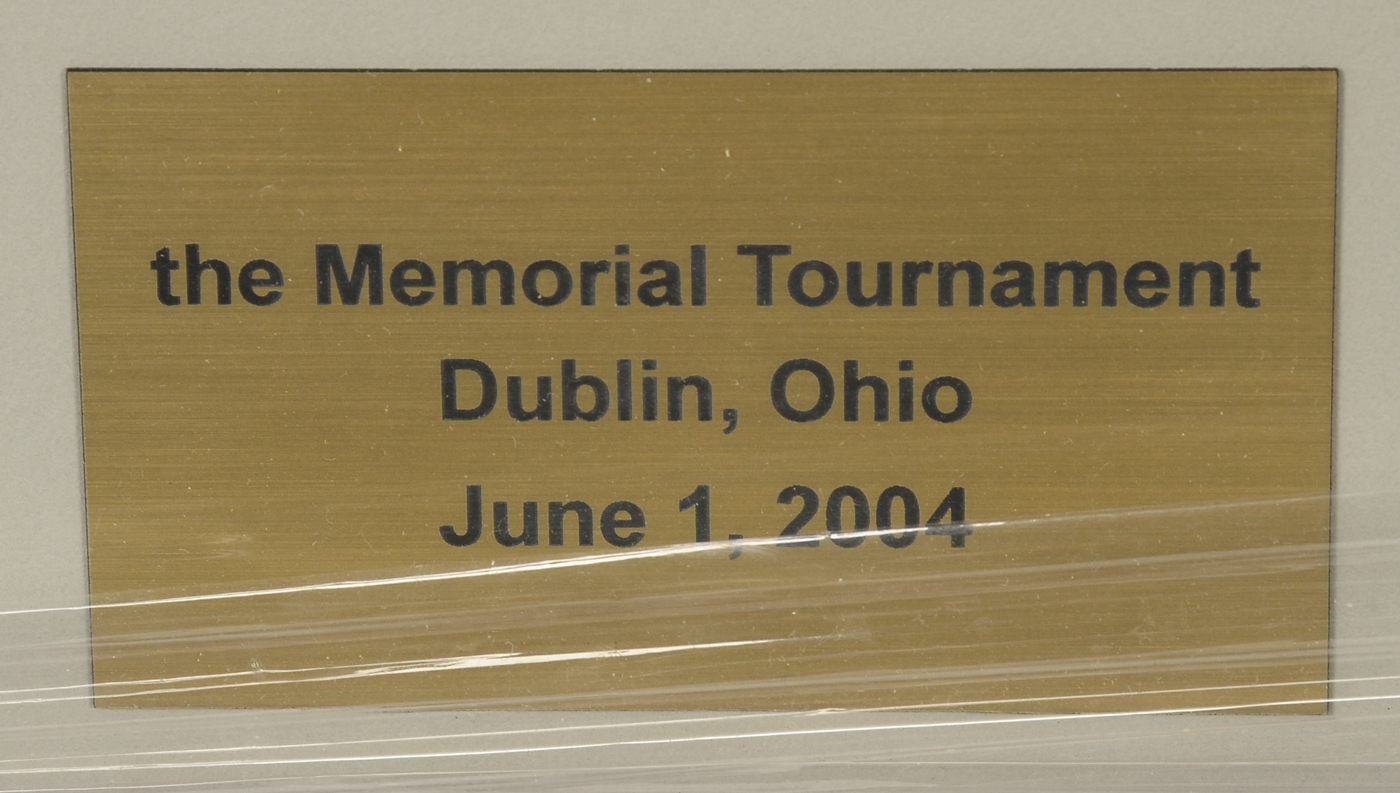 the Memorial Tournament
Dublin, Ohio
June 1, 2004